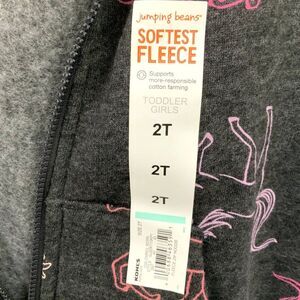 jumping beans®
SOFTEST
FLEECE
Supports
more-responsible
cotton farming
TODDLER
GIRLS
2T
2T
2T
KOHLS